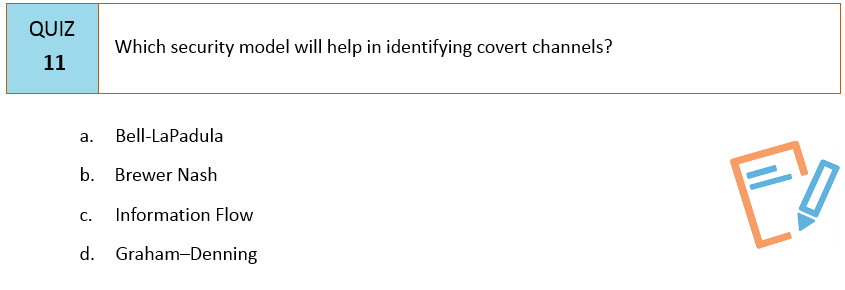 QUIZ
11
Which security model will help in identifying covert channels?
a. Bell-LaPadula
b. Brewer Nash
c. Information Flow
d. Graham–Denning